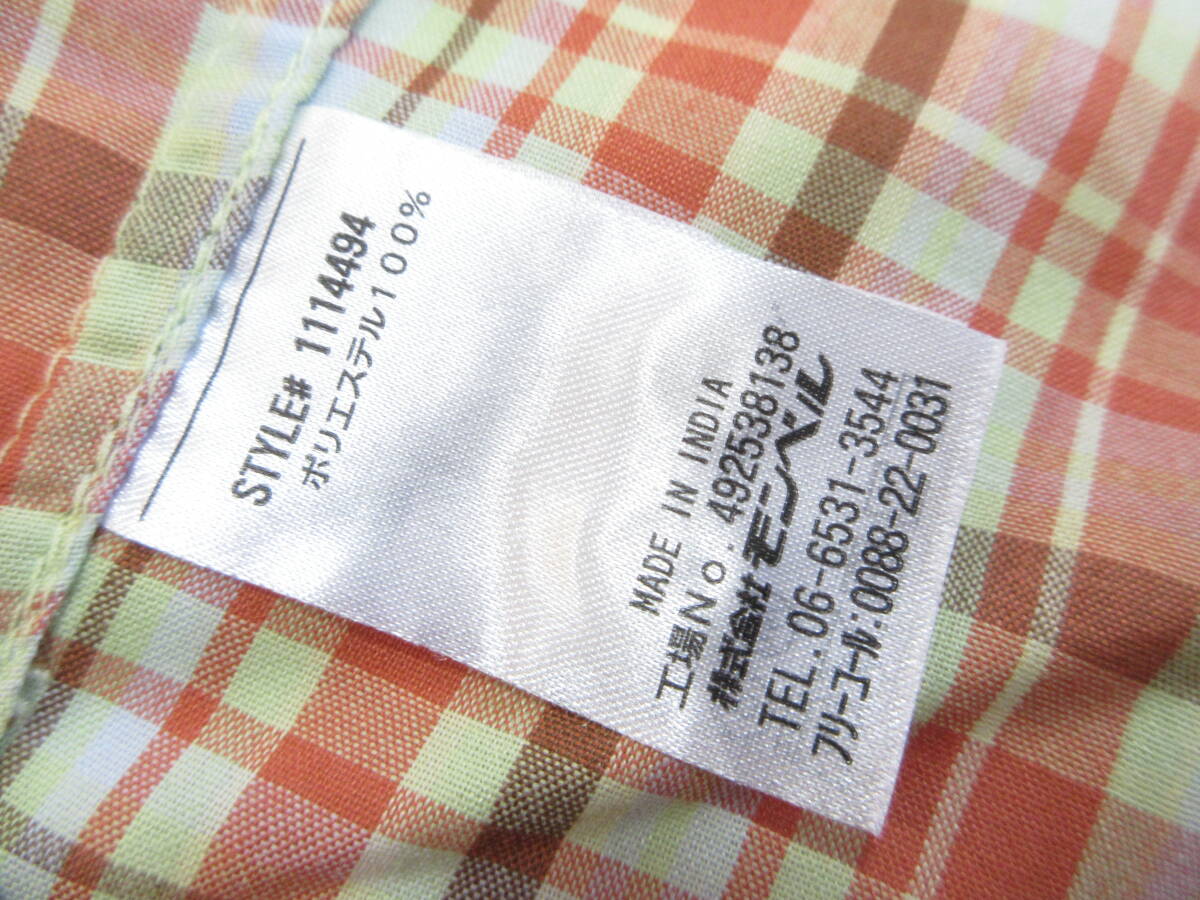 STYLE# 1114494
ポリエステル100%
MADE IN INDIA
工場No. 492538138
株式会社モンベル
TEL.06-6531-3544
フリーコール:0088-22-0031